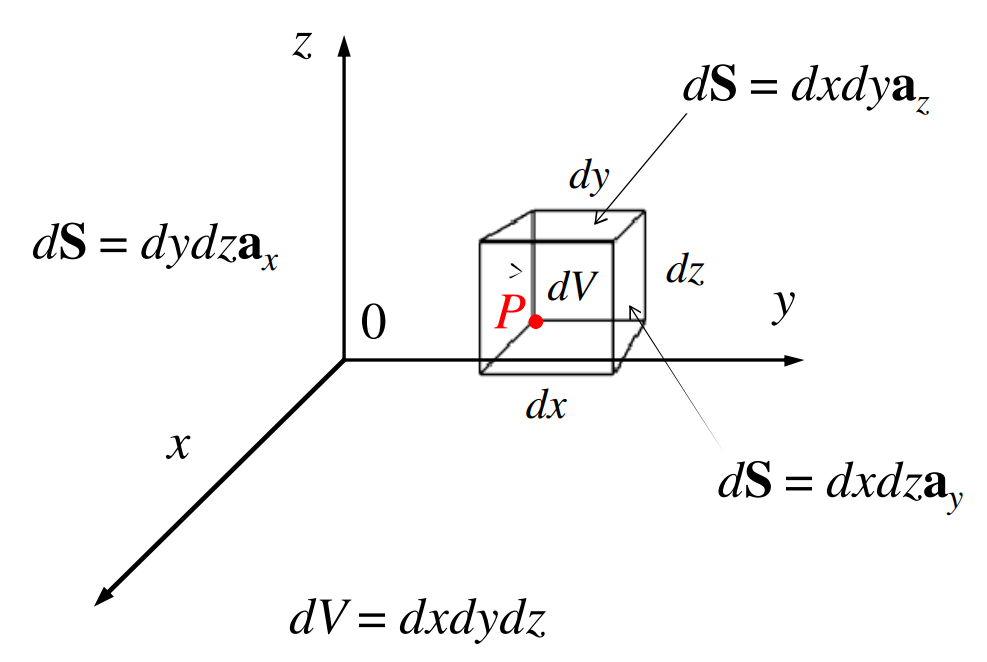 z
d𝐒 = dxdy𝐚_z
dy
d𝐒 = dydz𝐚_x
dz
dV
P
y
0
dx
x
d𝐒 = dxdz𝐚_y
dV = dxdydz